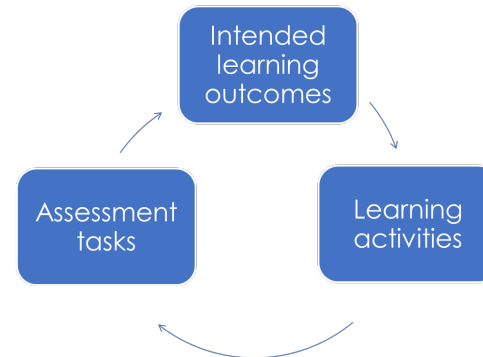 Intended
learning
outcomes
Assessment
tasks
Learning
activities